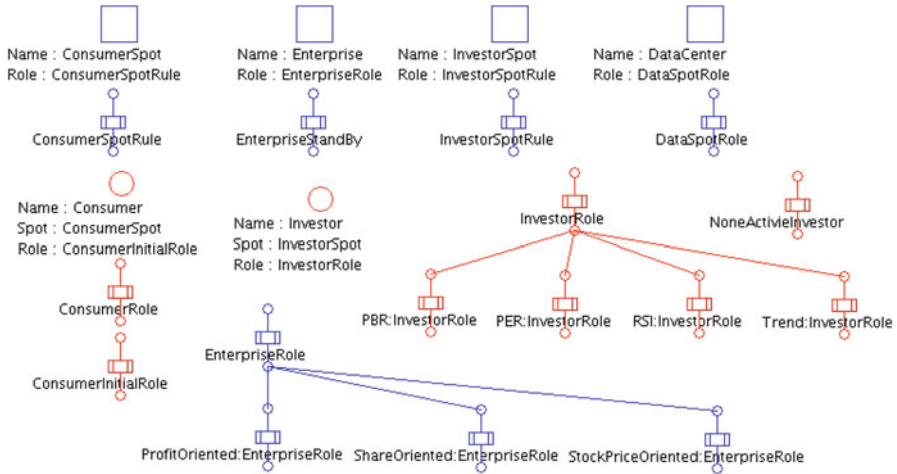 Name : ConsumerSpot
Role : ConsumerSpotRule
Name : Enterprise
Role : EnterpriseRole
Name : InvestorSpot
Role : InvestorSpotRule
Name : DataCenter
Role : DataSpotRole
ConsumerSpotRule
EnterpriseStandBy
InvestorSpotRule
DataSpotRole
Name : Consumer
Spot : ConsumerSpot
Role : ConsumerInitialRole
Name : Investor
Spot : InvestorSpot
Role : InvestorRole
InvestorRole
NoneActivieInvestor
ConsumerRole
PBR:InvestorRole
PER:InvestorRole
RSI:InvestorRole
Trend:InvestorRole
EnterpriseRole
ConsumerInitialRole
ProfitOriented:EnterpriseRole
ShareOriented:EnterpriseRole
StockPriceOriented:EnterpriseRole